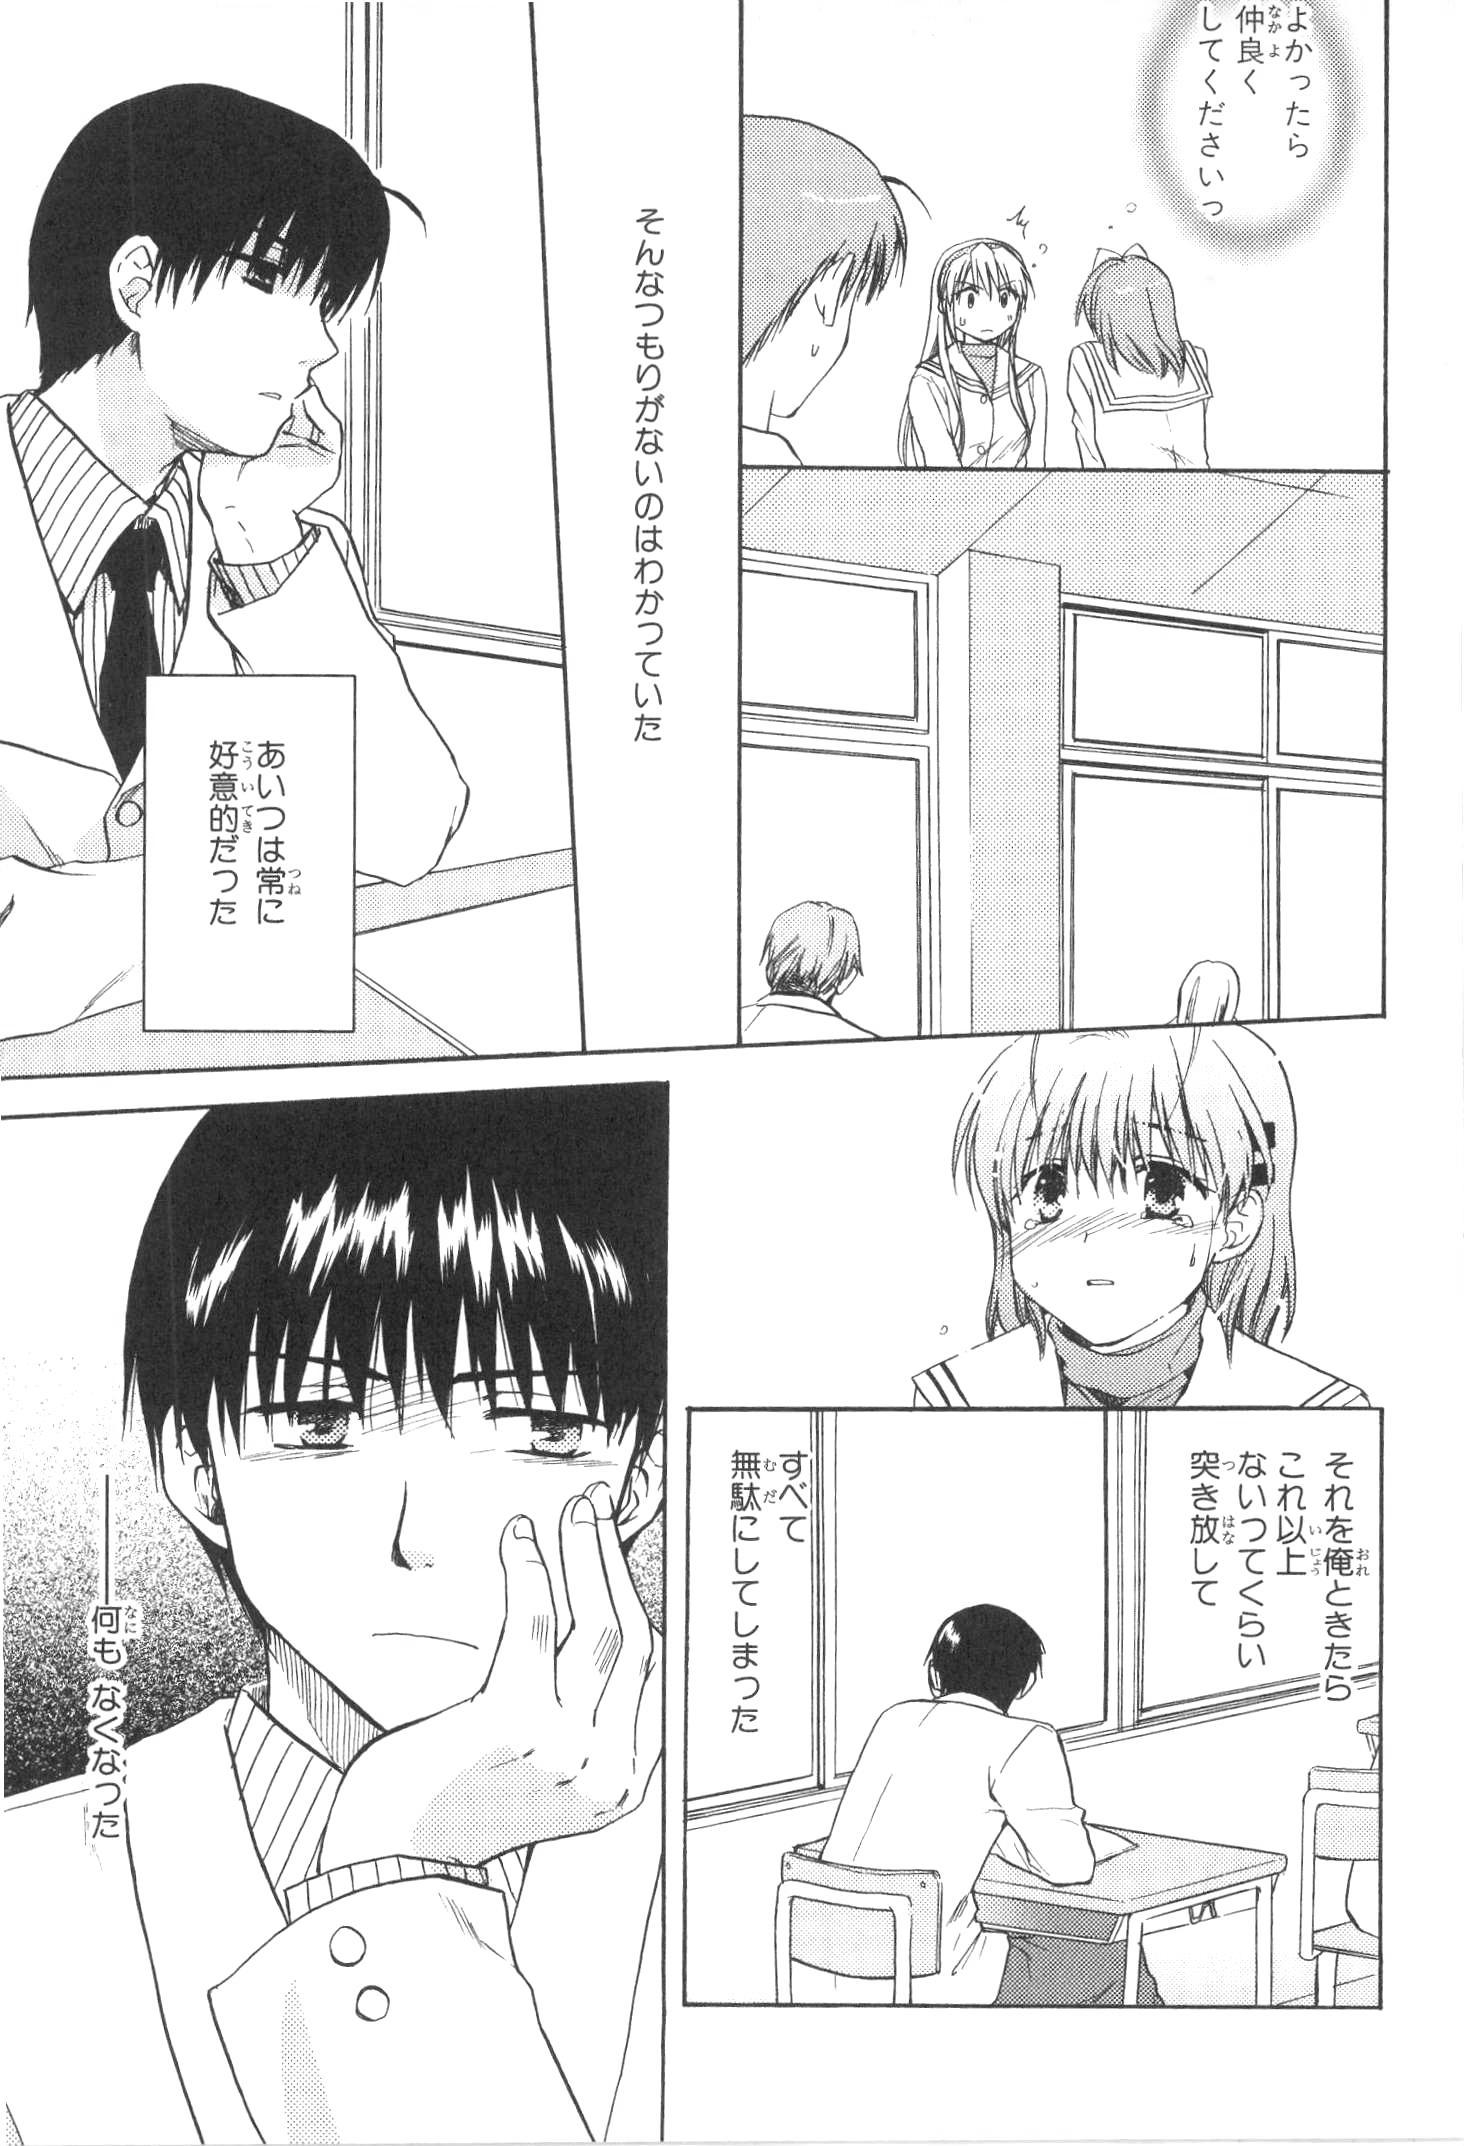 よかったら
仲良く
してくださいっ
そんなつもりがないのはわかっていた
あいつは常に
好意的だった
それを俺ときたら
これ以上
ないってくらい
突き放して
すべて
無駄にしてしまった
――何も なくなった